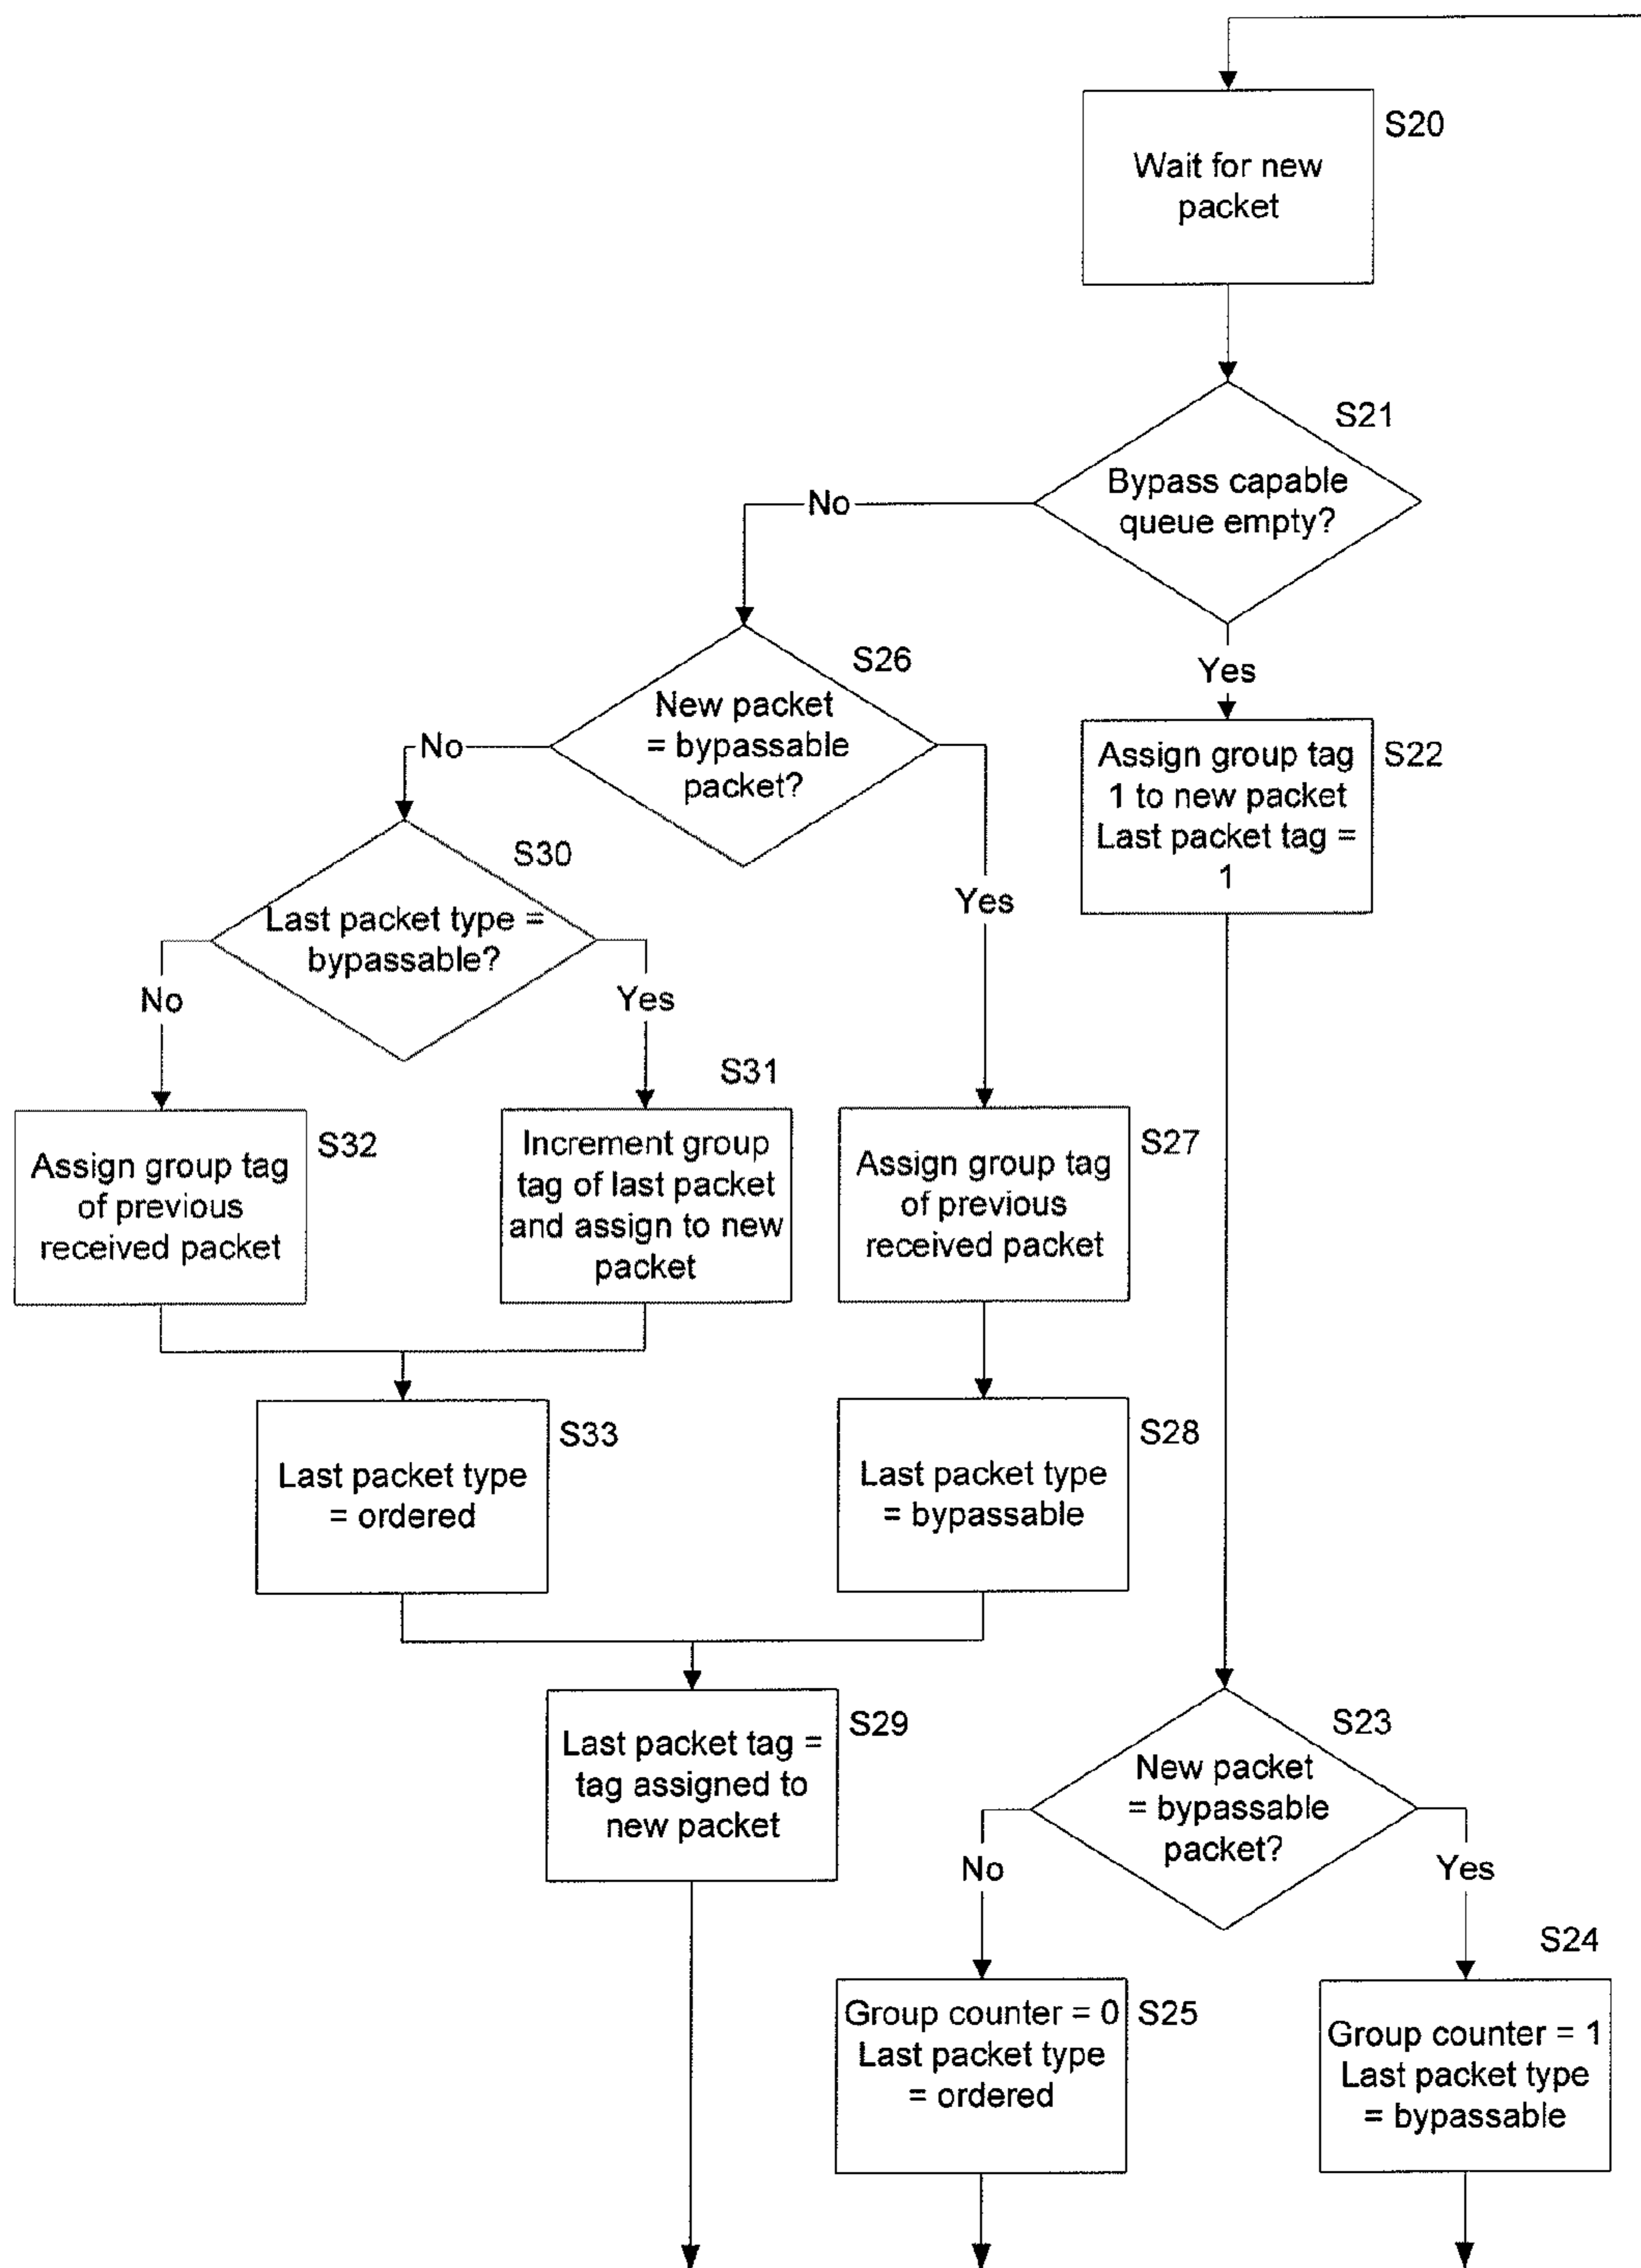 S20
Wait for new
packet
S21
Bypass capable
queue empty?
No
Yes
S26
New packet
= bypassable
packet?
No
Yes
S22
Assign group tag
1 to new packet
Last packet tag =
1
S30
Last packet type =
bypassable?
No
Yes
S32
Assign group tag
of previous
received packet
S31
Increment group
tag of last packet
and assign to new
packet
S27
Assign group tag
of previous
received packet
S33
Last packet type
= ordered
S28
Last packet type
= bypassable
S29
Last packet tag =
tag assigned to
new packet
S23
New packet
= bypassable
packet?
No
Yes
S25
Group counter = 0
Last packet type
= ordered
S24
Group counter = 1
Last packet type
= bypassable